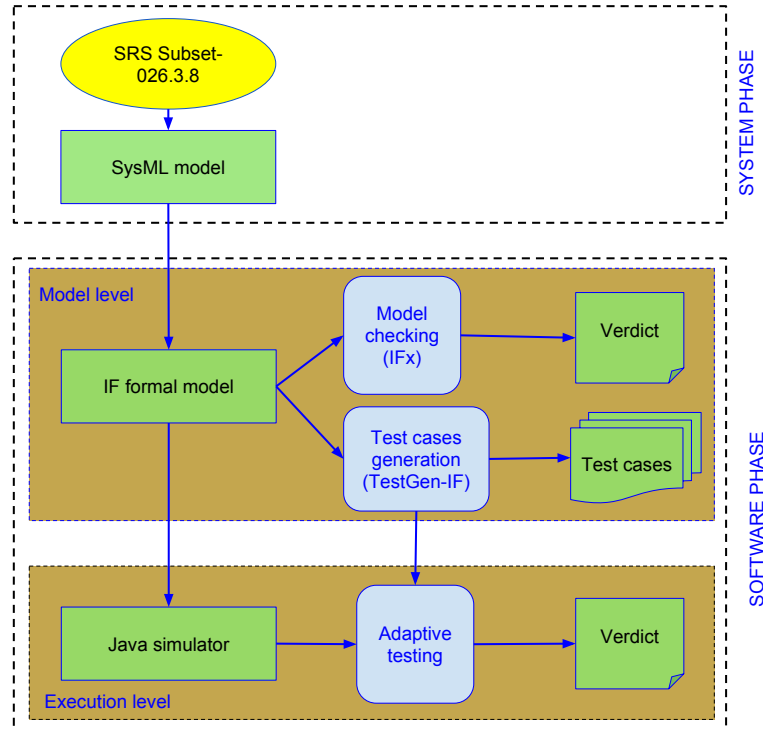 SRS Subset-
026.3.8
SysML model
SYSTEM PHASE
Model level
Model
checking
(IFx)
Verdict
IF formal model
Test cases
generation
(TestGen-IF)
Test cases
SOFTWARE PHASE
Java simulator
Adaptive
testing
Verdict
Execution level